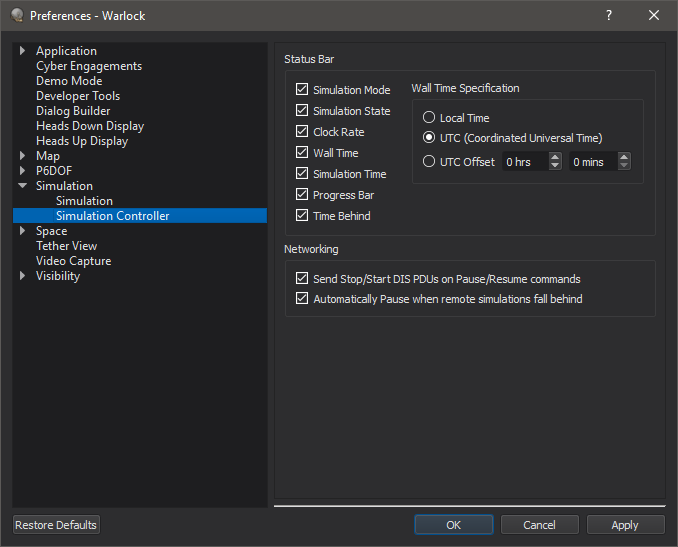 Preferences - Warlock
?
Application
Cyber Engagements
Demo Mode
Developer Tools
Dialog Builder
Heads Down Display
Heads Up Display
Map
P6DOF
Simulation
Simulation
Simulation Controller
Space
Tether View
Video Capture
Visibility
Status Bar
Simulation Mode
Simulation State
Clock Rate
Wall Time
Simulation Time
Progress Bar
Time Behind
Wall Time Specification
Local Time
UTC (Coordinated Universal Time)
UTC Offset 0 hrs 0 mins
Networking
Send Stop/Start DIS PDUs on Pause/Resume commands
Automatically Pause when remote simulations fall behind
Restore Defaults OK Cancel Apply